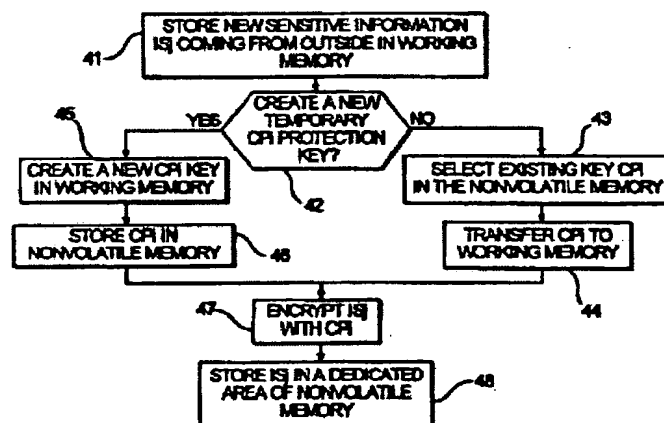 STORE NEW SENSITIVE INFORMATION
ISj COMING FROM OUTSIDE IN WORKING
MEMORY
41
CREATE A NEW
TEMPORARY
CPi PROTECTION
KEY?
YES
NO
42
45
CREATE A NEW CPi KEY
IN WORKING MEMORY
43
SELECT EXISTING KEY CPi
IN THE NONVOLATILE MEMORY
STORE CPi IN
NONVOLATILE MEMORY
46
TRANSFER CPi TO
WORKING MEMORY
44
47
ENCRYPT ISj
WITH CPi
STORE ISj IN A DEDICATED
AREA OF NONVOLATILE
MEMORY
48